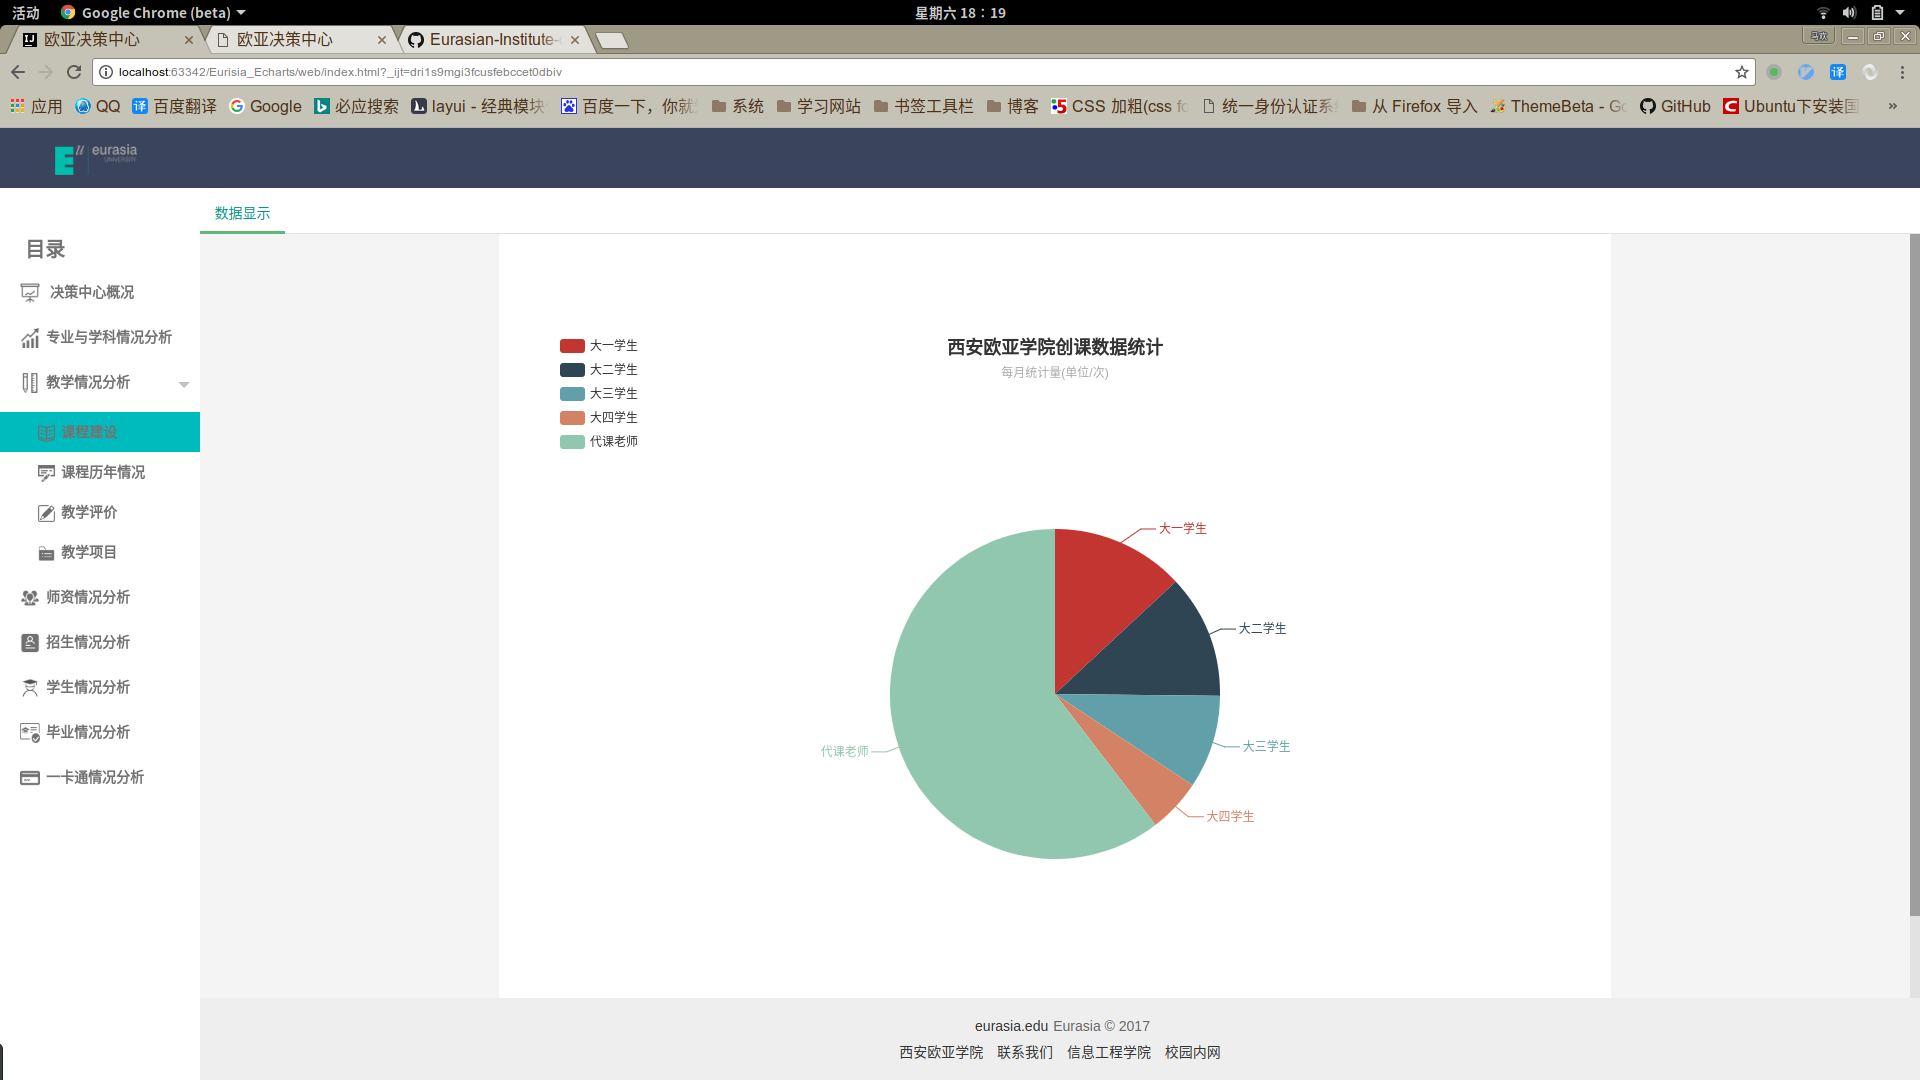 活动 Google Chrome (beta) 星期六 18：19
欧亚决策中心 欧亚决策中心 Eurasian-Institute- 马欢
localhost:63342/Eurisia_Echarts/web/index.html?_ijt=dri1s9mgi3fcusfebccet0dbiv
应用 QQ 百度翻译 Google 必应搜索 layui - 经典模块 百度一下，你就 系统 学习网站 书签工具栏 博客 CSS 加粗(css fo 统一身份认证系 从 Firefox 导入 ThemeBeta - Go GitHub Ubuntu下安装国 »
E eurasia
UNIVERSITY
数据显示
目录
决策中心概况
专业与学科情况分析
教学情况分析
课程建设
课程历年情况
教学评价
教学项目
师资情况分析
招生情况分析
学生情况分析
毕业情况分析
一卡通情况分析
西安欧亚学院创课数据统计
每月统计量(单位/次)
大一学生
大二学生
大三学生
大四学生
代课老师
大一学生
大二学生
大三学生
大四学生
代课老师
eurasia.edu Eurasia © 2017
西安欧亚学院 联系我们 信息工程学院 校园内网